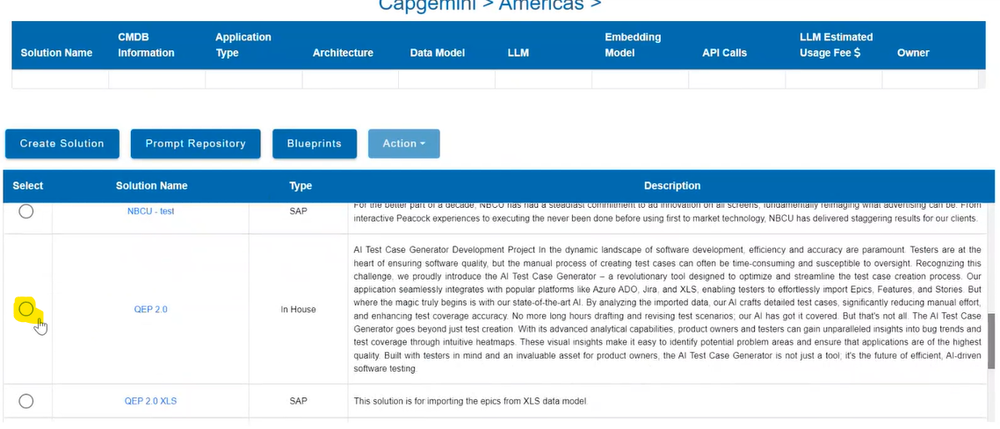 Capgemini > Americas >
Solution Name
CMDB Information
Application Type
Architecture
Data Model
LLM
Embedding Model
API Calls
LLM Estimated Usage Fee $
Owner
Create Solution
Prompt Repository
Blueprints
Action
Select
Solution Name
Type
Description
NBCU - test
SAP
For the better part of a decade, NBCU has had a steadfast commitment to ad innovation on all screens, fundamentally reimaging what advertising can be. From
interactive Peacock experiences to executing the never been done before using first to market technology, NBCU has delivered staggering results for our clients.
QEP 2.0
In House
AI Test Case Generator Development Project In the dynamic landscape of software development, efficiency and accuracy are paramount. Testers are at the
heart of ensuring software quality, but the manual process of creating test cases can often be time-consuming and susceptible to oversight. Recognizing this
challenge, we proudly introduce the AI Test Case Generator – a revolutionary tool designed to optimize and streamline the test case creation process. Our
application seamlessly integrates with popular platforms like Azure ADO, Jira, and XLS, enabling testers to effortlessly import Epics, Features, and Stories. But
where the magic truly begins is with our state-of-the-art AI. By analyzing the imported data, our AI crafts detailed test cases, significantly reducing manual effort,
and enhancing test coverage accuracy. No more long hours drafting and revising test scenarios; our AI has got it covered. But that's not all. The AI Test Case
Generator goes beyond just test creation. With its advanced analytical capabilities, product owners and testers can gain unparalleled insights into bug trends and
test coverage through intuitive heatmaps. These visual insights make it easy to identify potential problem areas and ensure that applications are of the highest
quality. Built with testers in mind and an invaluable asset for product owners, the AI Test Case Generator is not just a tool; it's the future of efficient, AI-driven
software testing.
QEP 2.0 XLS
SAP
This solution is for importing the epics from XLS data model.